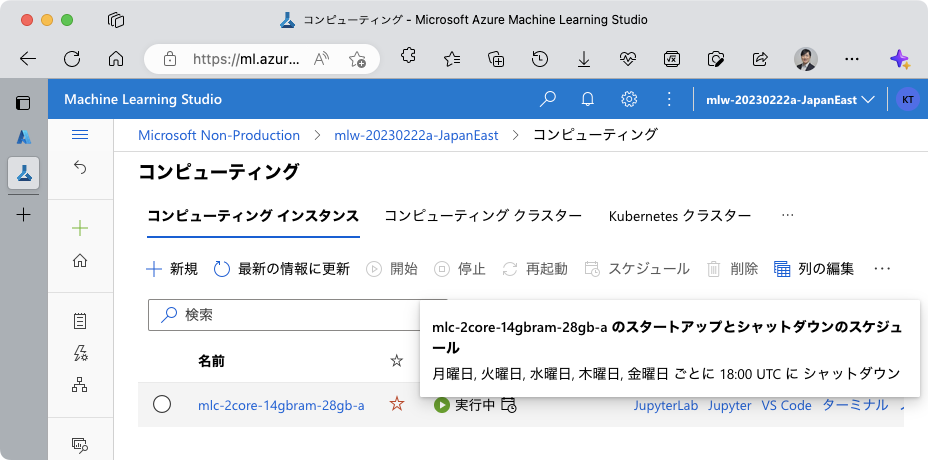 コンピューティング - Microsoft Azure Machine Learning Studio
https://ml.azur...
Machine Learning Studio
mlw-20230222a-JapanEast
KT
Microsoft Non-Production > mlw-20230222a-JapanEast > コンピューティング
コンピューティング
コンピューティング インスタンス コンピューティング クラスター Kubernetes クラスター ...
新規 最新の情報に更新 開始 停止 再起動 スケジュール 削除 列の編集 ...
検索
mlc-2core-14gbram-28gb-a のスタートアップとシャットダウンのスケジュ
ール
月曜日, 火曜日, 水曜日, 木曜日, 金曜日 ごとに 18:00 UTC に シャットダウン
名前
mlc-2core-14gbram-28gb-a 実行中 JupyterLab Jupyter VS Code ターミナル